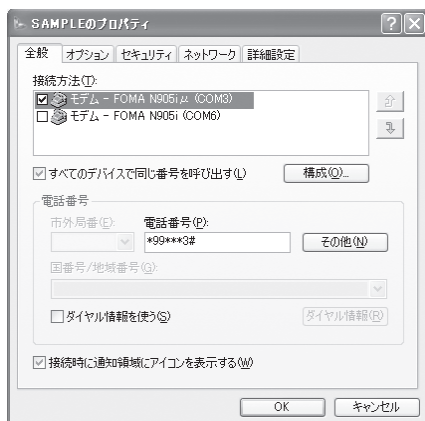 SAMPLEのプロパティ
全般 オプション セキュリティ ネットワーク 詳細設定
接続方法(T):
モデム - FOMA N905iμ (COM3)
モデム - FOMA N905i (COM6)
すべてのデバイスで同じ番号を呼び出す(L) 構成(O)...
電話番号
市外局番(E): 電話番号(P):
*99***3# その他(N)
国番号/地域番号(G):
ダイヤル情報を使う(S) ダイヤル情報(R)
接続時に通知領域にアイコンを表示する(W)
OK キャンセル